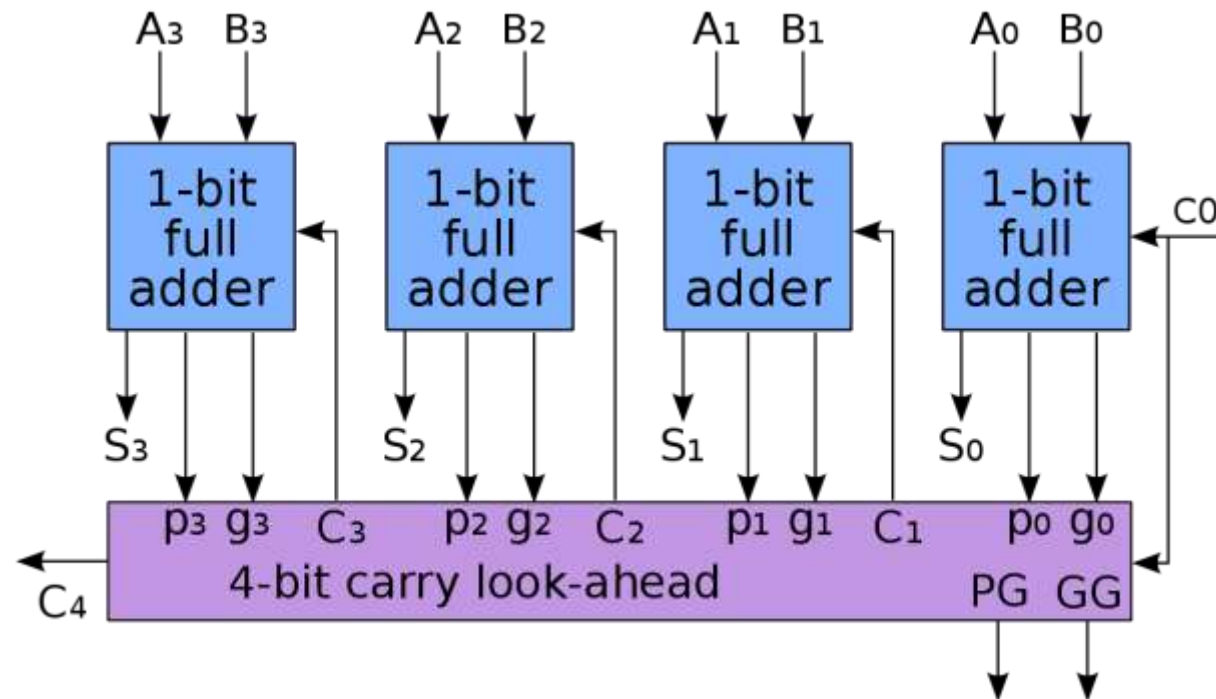 A3 B3 A2 B2 A1 B1 A0 B0
1-bit full adder
1-bit full adder
1-bit full adder
1-bit full adder
C0
S3 S2 S1 S0
p3 g3 C3 p2 g2 C2 p1 g1 C1 p0 g0
4-bit carry look-ahead
PG GG
C4